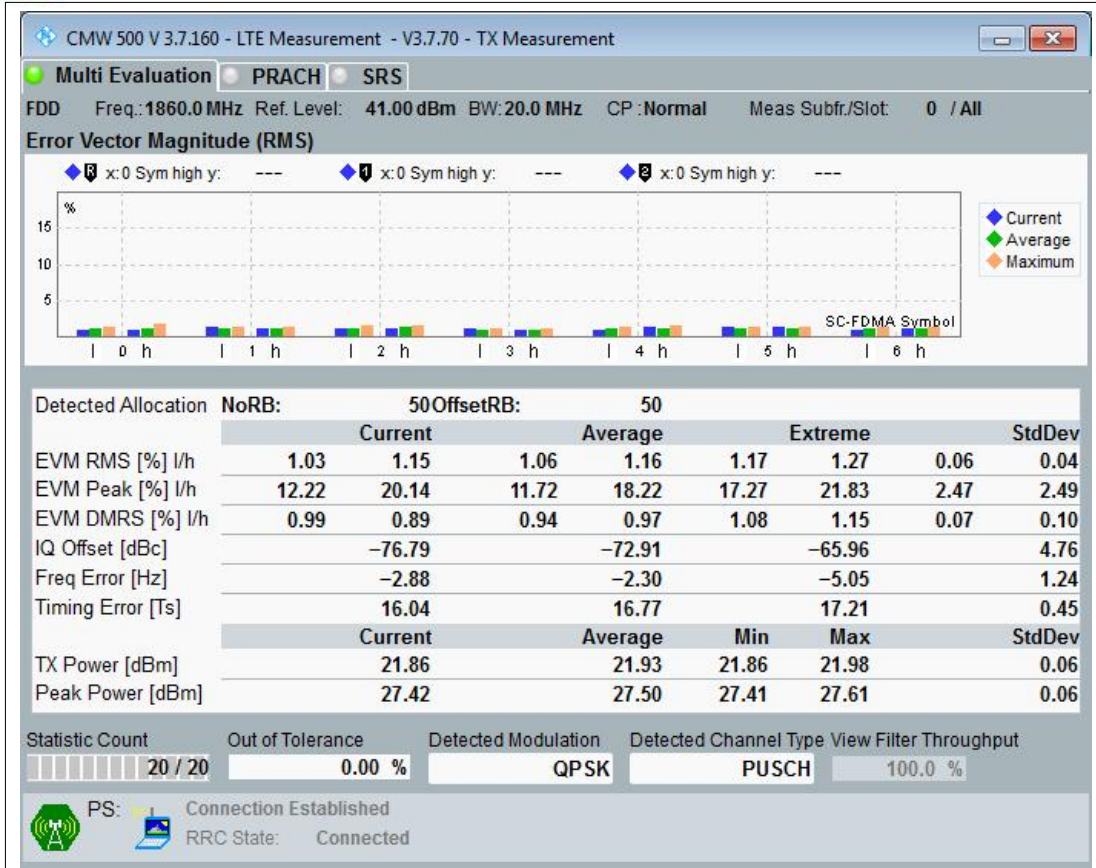 CMW 500 V 3.7.160 - LTE Measurement - V3.7.70 - TX Measurement
Multi Evaluation PRACH SRS
FDD Freq.: 1860.0 MHz Ref. Level: 41.00 dBm BW: 20.0 MHz CP : Normal Meas Subfr./Slot: 0 / All
Error Vector Magnitude (RMS)
R x: 0 Sym high y: --- 1 x: 0 Sym high y: --- 2 x: 0 Sym high y: ---
%
15
10
5
Current
Average
Maximum
SC-FDMA Symbol
l 0 h l 1 h l 2 h l 3 h l 4 h l 5 h l 6 h
Detected Allocation NoRB: 50 OffsetRB: 50
Current Average Extreme StdDev
EVM RMS [%] l/h 1.03 1.15 1.06 1.16 1.17 1.27 0.06 0.04
EVM Peak [%] l/h 12.22 20.14 11.72 18.22 17.27 21.83 2.47 2.49
EVM DMRS [%] l/h 0.99 0.89 0.94 0.97 1.08 1.15 0.07 0.10
IQ Offset [dBc] −76.79 −72.91 −65.96 4.76
Freq Error [Hz] −2.88 −2.30 −5.05 1.24
Timing Error [Ts] 16.04 16.77 17.21 0.45
Current Average Min Max StdDev
TX Power [dBm] 21.86 21.93 21.86 21.98 0.06
Peak Power [dBm] 27.42 27.50 27.41 27.61 0.06
Statistic Count Out of Tolerance Detected Modulation Detected Channel Type View Filter Throughput
20 / 20 0.00 % QPSK PUSCH 100.0 %
PS: Connection Established
RRC State: Connected